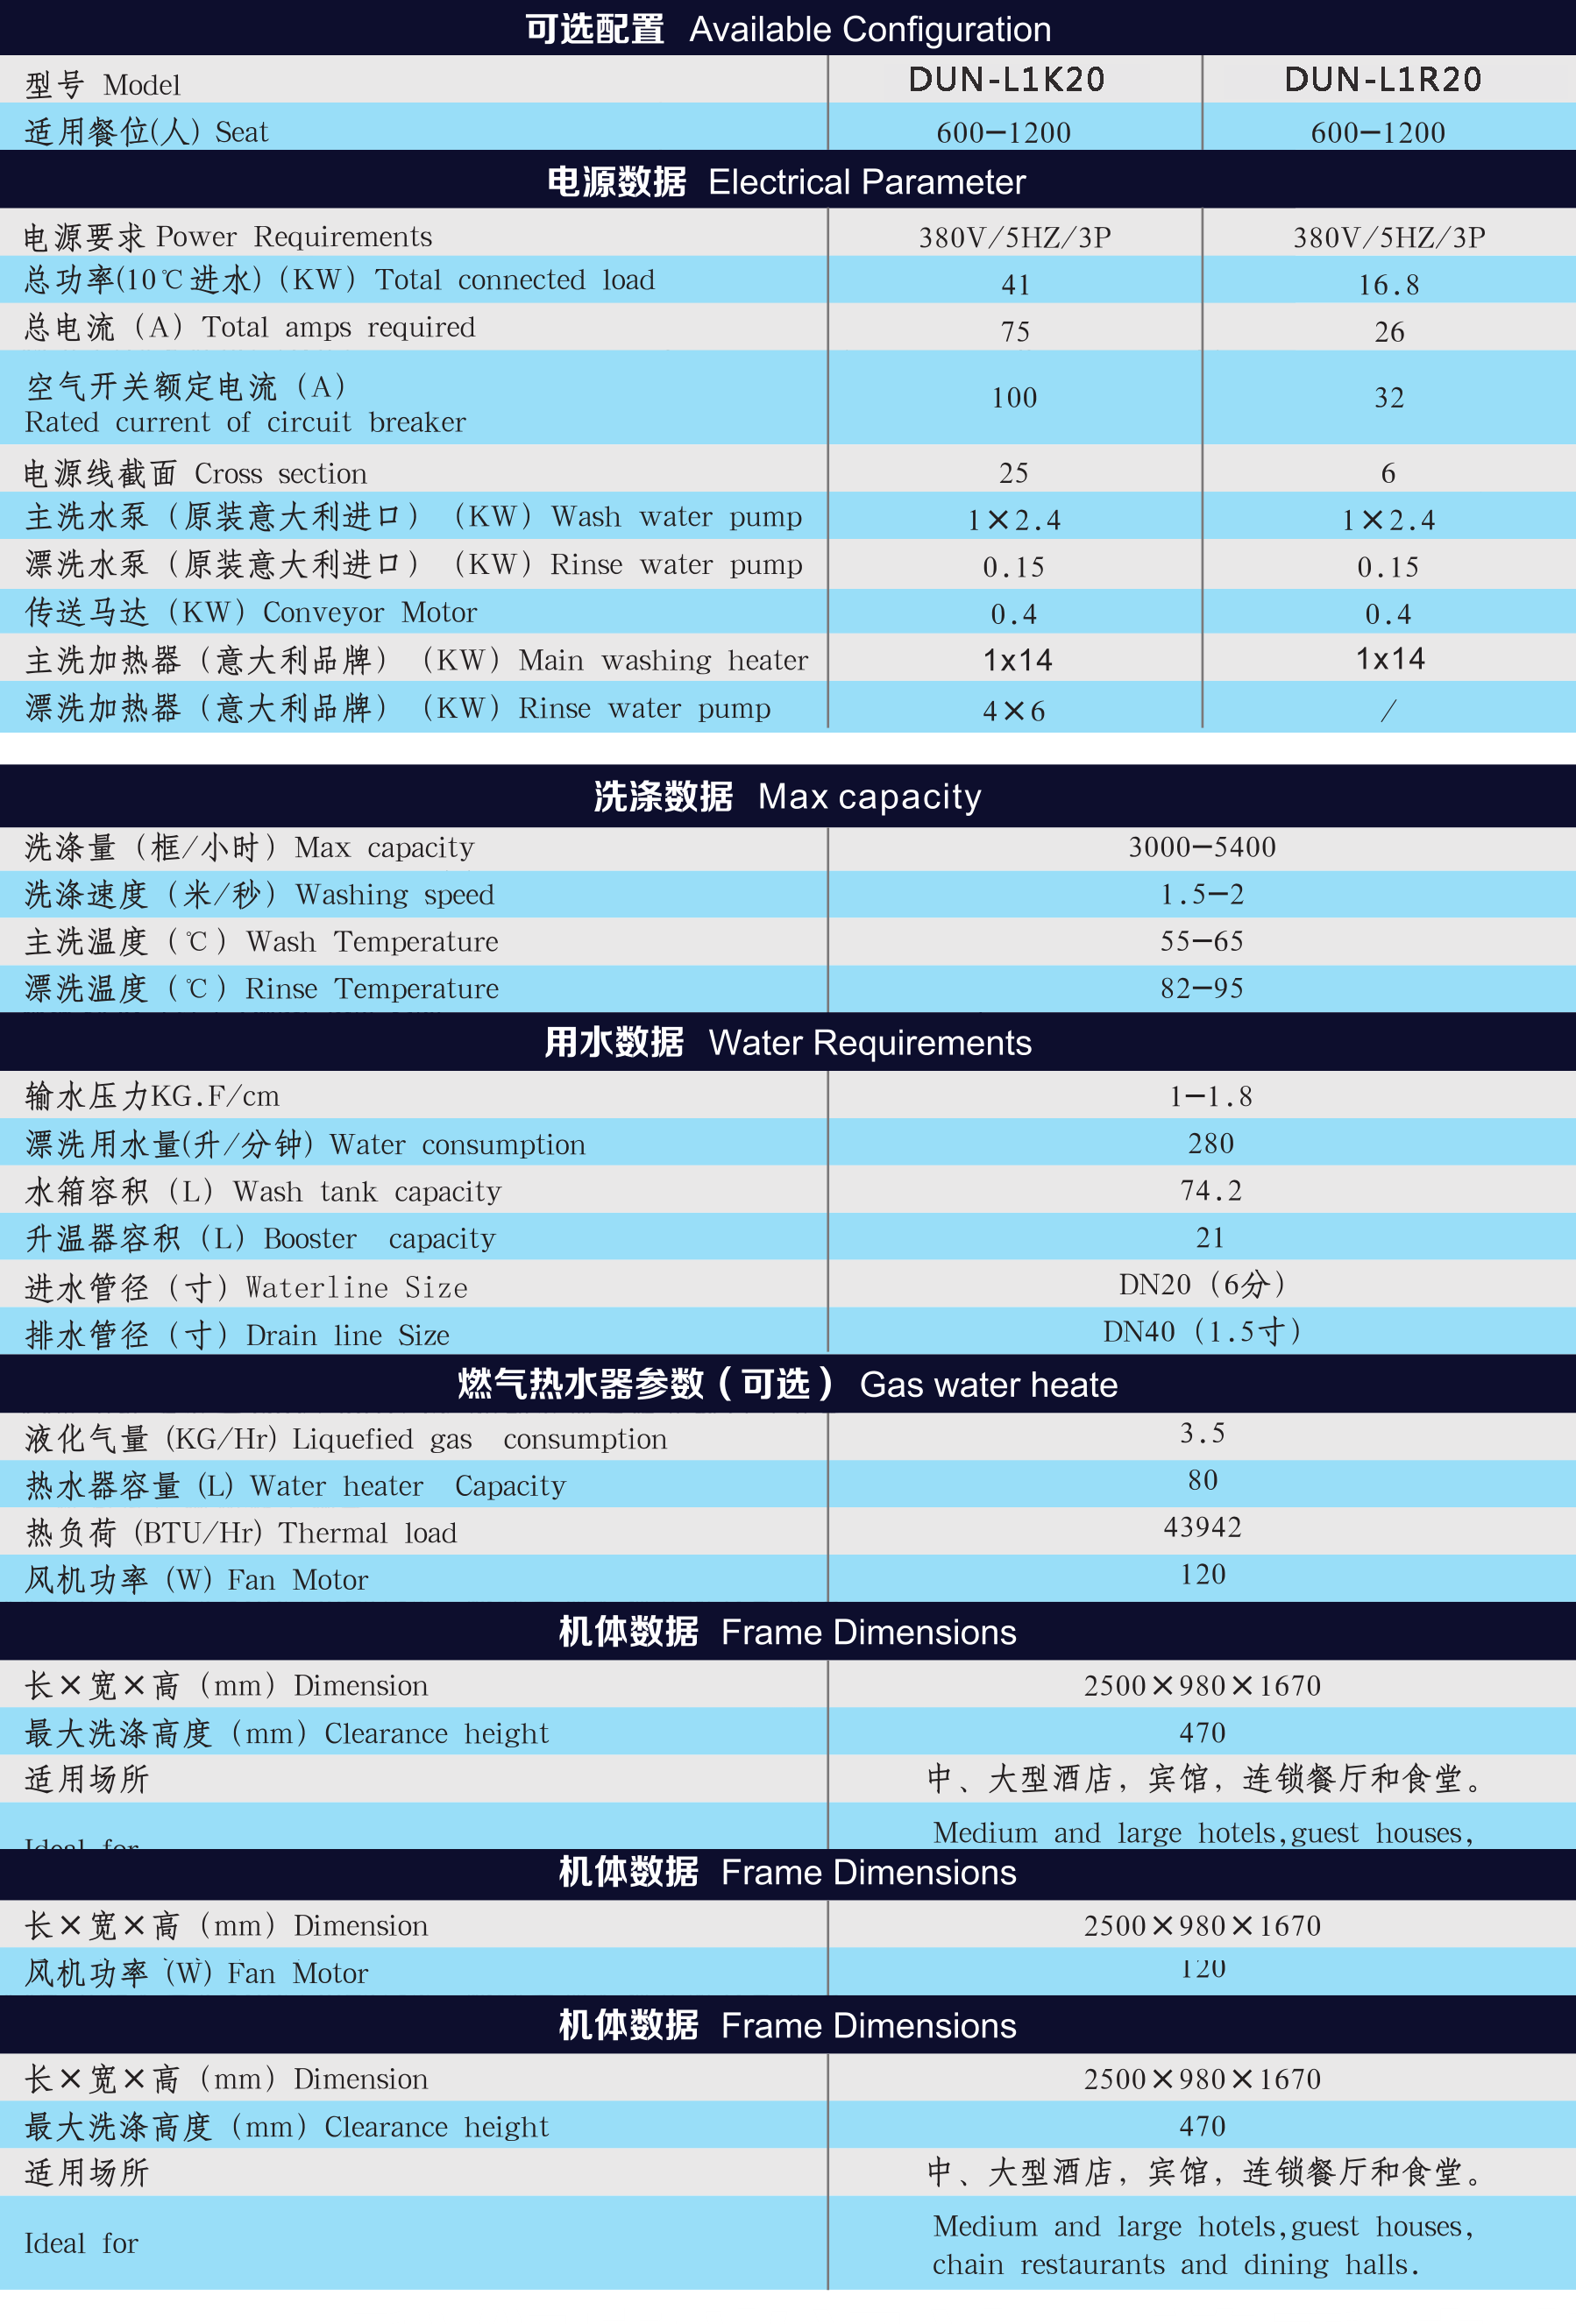 可选配置 Available Configuration
型号 Model DUN-L1K20 DUN-L1R20
适用餐位(人) Seat 600-1200 600-1200
电源数据 Electrical Parameter
电源要求 Power Requirements 380V/5HZ/3P 380V/5HZ/3P
总功率(10℃进水)(KW) Total connected load 41 16.8
总电流(A) Total amps required 75 26
空气开关额定电流(A)
Rated current of circuit breaker 100 32
电源线截面 Cross section 25 6
主洗水泵(原装意大利进口)(KW) Wash water pump 1×2.4 1×2.4
漂洗水泵(原装意大利进口)(KW) Rinse water pump 0.15 0.15
传送马达(KW) Conveyor Motor 0.4 0.4
主洗加热器(意大利品牌)(KW) Main washing heater 1x14 1x14
漂洗加热器(意大利品牌)(KW) Rinse water pump 4×6 /
洗涤数据 Max capacity
洗涤量(框/小时) Max capacity 3000-5400
洗涤速度(米/秒) Washing speed 1.5-2
主洗温度(℃) Wash Temperature 55-65
漂洗温度(℃) Rinse Temperature 82-95
用水数据 Water Requirements
输水压力KG.F/cm 1-1.8
漂洗用水量(升/分钟) Water consumption 280
水箱容积(L) Wash tank capacity 74.2
升温器容积(L) Booster capacity 21
进水管径(寸) Waterline Size DN20(6分)
排水管径(寸) Drain line Size DN40(1.5寸)
燃气热水器参数(可选) Gas water heate
液化气量 (KG/Hr) Liquefied gas consumption 3.5
热水器容量 (L) Water heater Capacity 80
热负荷 (BTU/Hr) Thermal load 43942
风机功率 (W) Fan Motor 120
机体数据 Frame Dimensions
长×宽×高(mm) Dimension 2500×980×1670
最大洗涤高度(mm) Clearance height 470
适用场所 中、大型酒店,宾馆,连锁餐厅和食堂。
Ideal for Medium and large hotels,guest houses,
机体数据 Frame Dimensions
长×宽×高(mm) Dimension 2500×980×1670
风机功率 (W) Fan Motor 120
机体数据 Frame Dimensions
长×宽×高(mm) Dimension 2500×980×1670
最大洗涤高度(mm) Clearance height 470
适用场所 中、大型酒店,宾馆,连锁餐厅和食堂。
Ideal for Medium and large hotels,guest houses,
chain restaurants and dining halls.